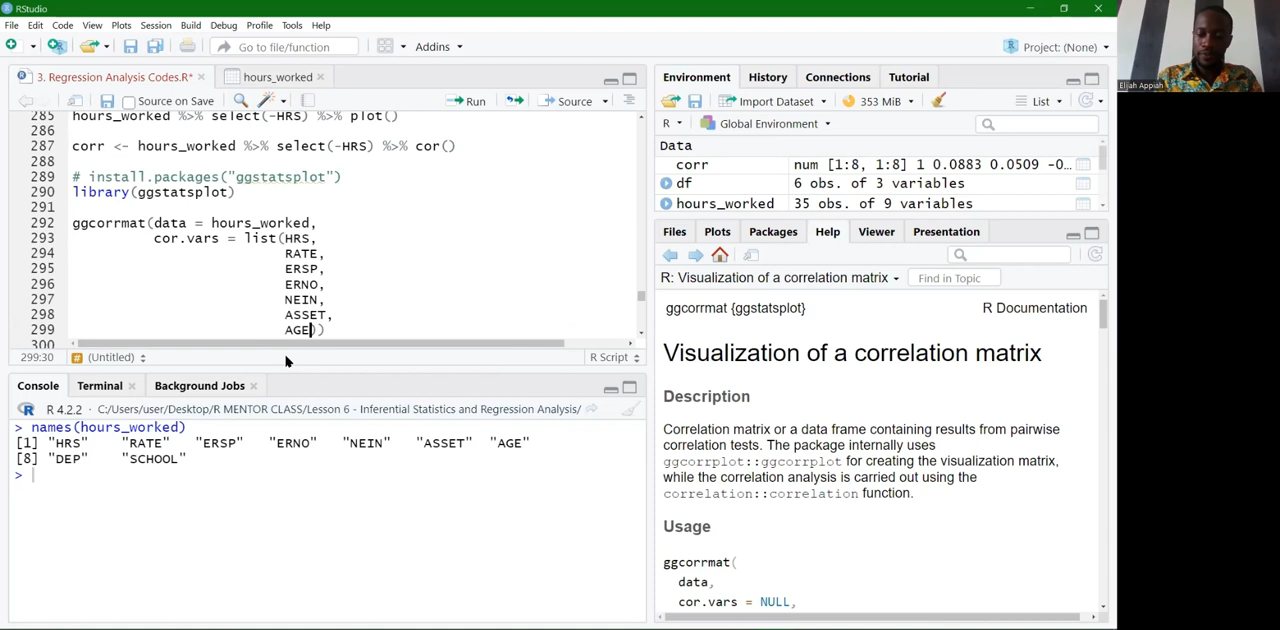 RStudio
File Edit Code View Plots Session Build Debug Profile Tools Help
Go to file/function Addins Project: (None)
3. Regression Analysis Codes.R* hours_worked
Source on Save Run Source
285 hours_worked %>% select(-HRS) %>% plot()
286
287 corr <- hours_worked %>% select(-HRS) %>% cor()
288
289 # install.packages("ggstatsplot")
290 library(ggstatsplot)
291
292 ggcorrmat(data = hours_worked,
293 cor.vars = list(HRS,
294 RATE,
295 ERSP,
296 ERNO,
297 NEIN,
298 ASSET,
299 AGE))
300
299:30 # (Untitled) R Script
Console Terminal Background Jobs
R 4.2.2 · C:/Users/user/Desktop/R MENTOR CLASS/Lesson 6 - Inferential Statistics and Regression Analysis/
> names(hours_worked)
[1] "HRS" "RATE" "ERSP" "ERNO" "NEIN" "ASSET" "AGE"
[8] "DEP" "SCHOOL"
>
Environment History Connections Tutorial
Import Dataset 353 MiB List
R Global Environment
Data
corr num [1:8, 1:8] 1 0.0883 0.0509 -0...
df 6 obs. of 3 variables
hours_worked 35 obs. of 9 variables
Files Plots Packages Help Viewer Presentation
R: Visualization of a correlation matrix Find in Topic
ggcorrmat {ggstatsplot} R Documentation
Visualization of a correlation matrix
Description
Correlation matrix or a data frame containing results from pairwise
correlation tests. The package internally uses
ggcorrplot::ggcorrplot for creating the visualization matrix,
while the correlation analysis is carried out using the
correlation::correlation function.
Usage
ggcorrmat(
data,
cor.vars = NULL,
Elijah Appiah